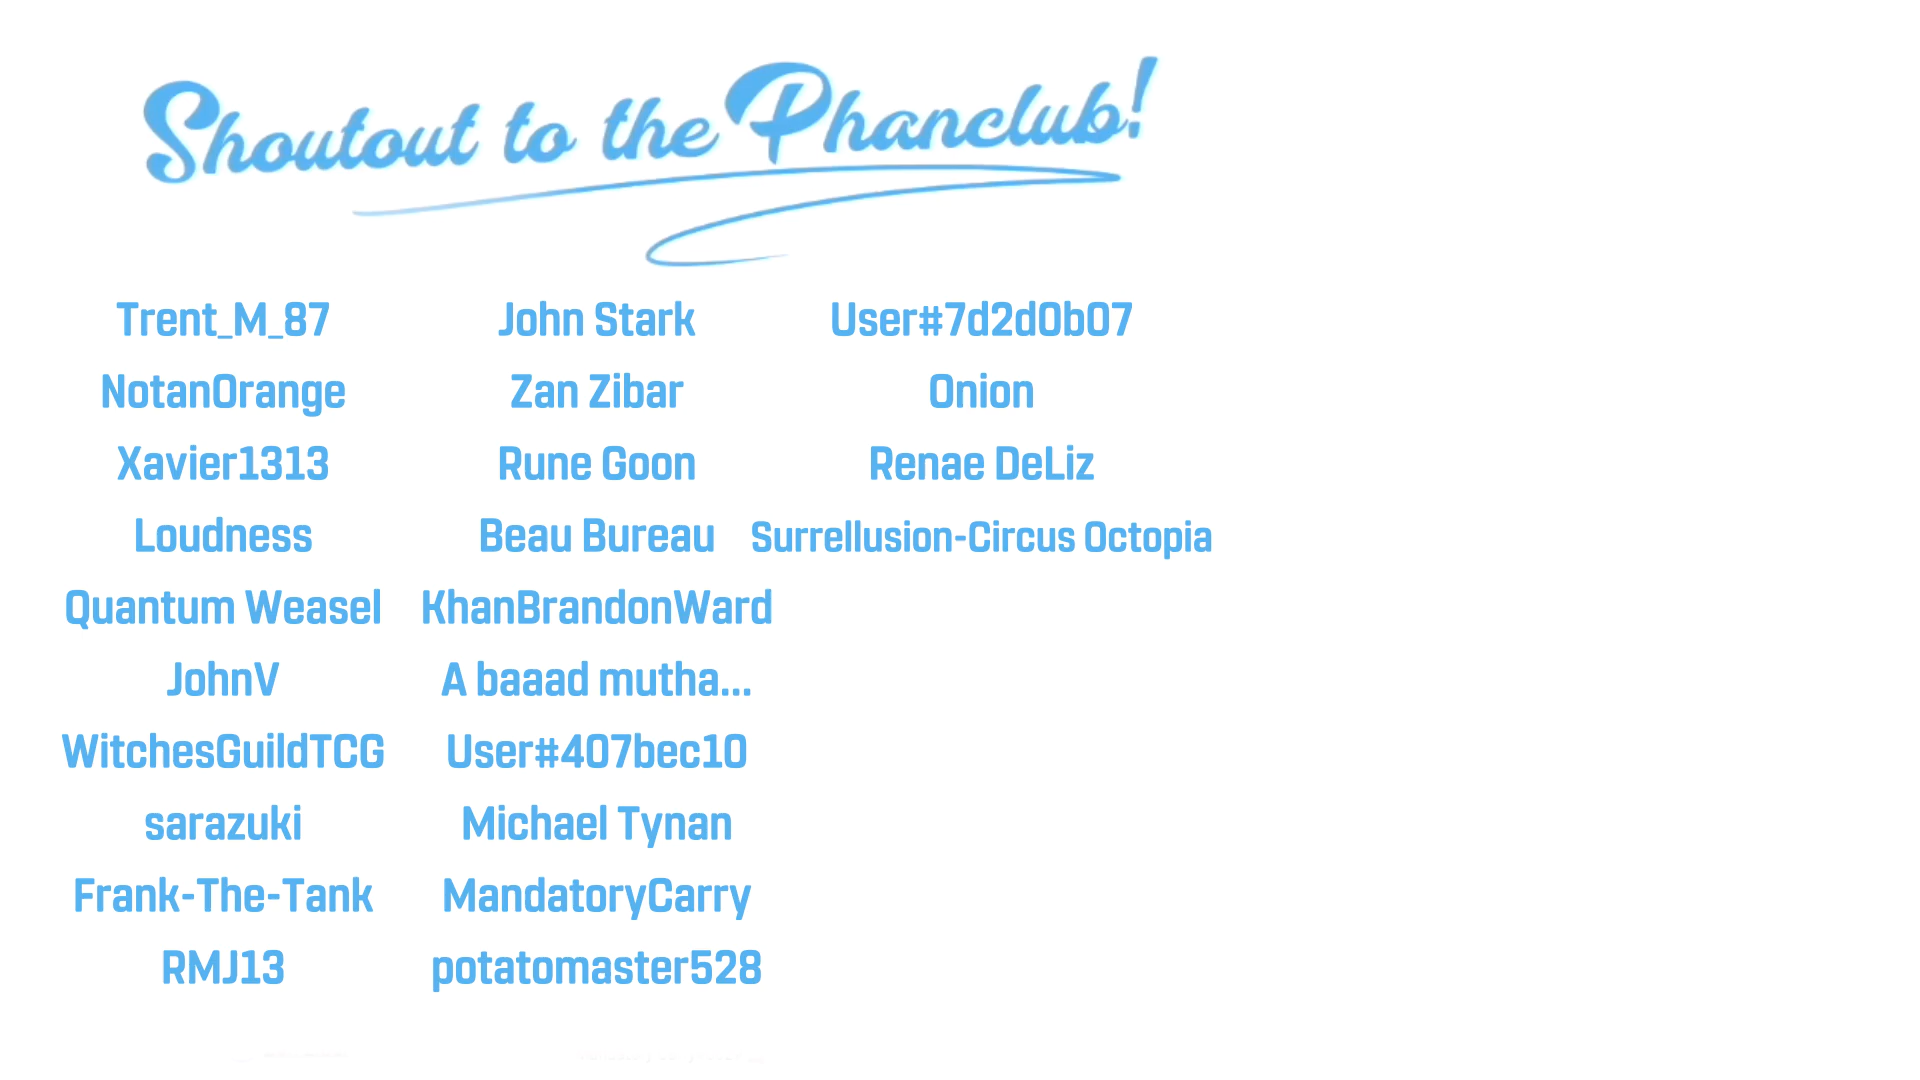 Shoutout to the Phanclub!
Trent_M_87
NotanOrange
Xavier1313
Loudness
Quantum Weasel
JohnV
WitchesGuildTCG
sarazuki
Frank-The-Tank
RMJ13
John Stark
Zan Zibar
Rune Goon
Beau Bureau
KhanBrandonWard
A baaad mutha...
User#407bec10
Michael Tynan
MandatoryCarry
potatomaster528
User#7d2d0b07
Onion
Renae DeLiz
Surrellusion-Circus Octopia